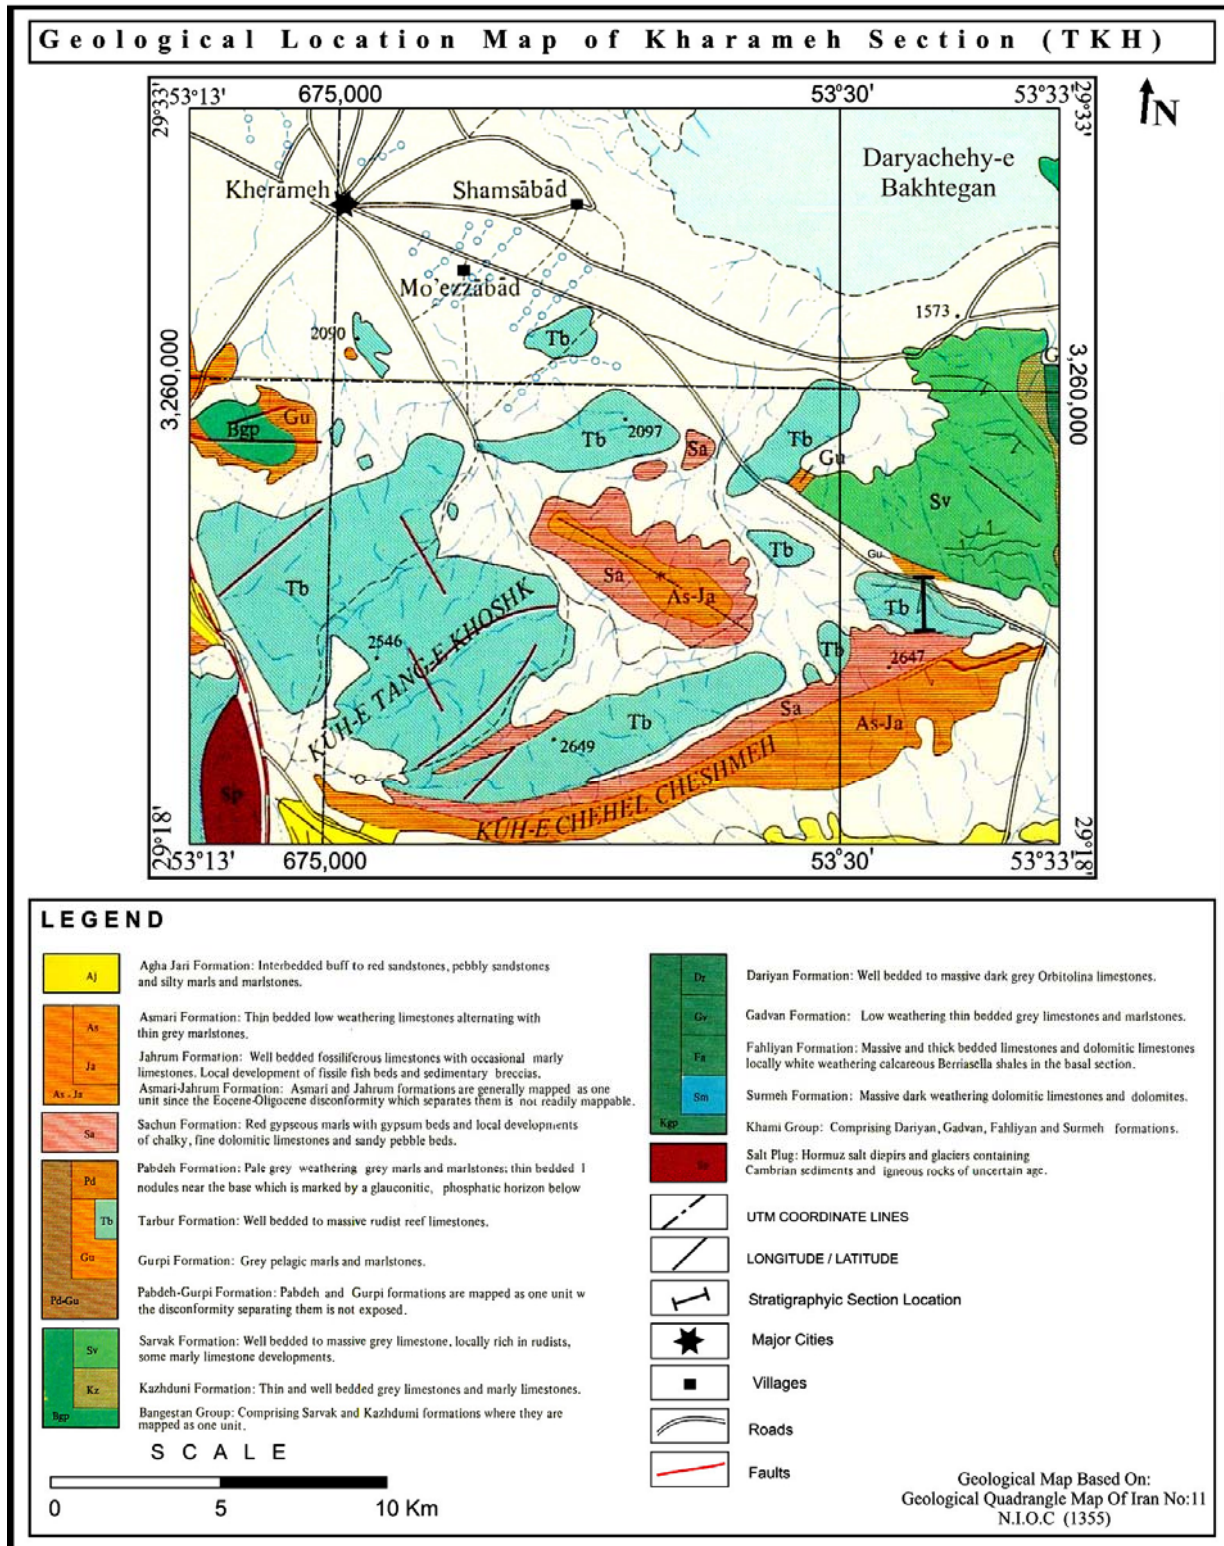 Geological Location Map of Kharameh Section (TKH)
53°13' 675,000 53°30' 53°33'
29°33' 29°33'
N
Daryachehy-e
Bakhtegan
Kherāmeh
Shamsābād
Mo'ezzābād
1573
2090
Tb
3,260,000 3,260,000
G
Bgp Gu
Tb 2097
Sa
Tb
Gu
Sv
Tb
Gu
Tb
Sa
As-Ja
Tb
2546
KŪH-E TANG-E KHOSHK
Tb
2647
Tb
Sa
As-Ja
2649
Sp
KŪH-E CHEHEL CHESHMEH
29°18' 29°18'
53°13' 675,000 53°30' 53°33'
LEGEND
Aj
Agha Jari Formation: Interbedded buff to red sandstones, pebbly sandstones
and silty marls and marlstones.
As
Asmari Formation: Thin bedded low weathering limestones alternating with
thin grey marlstones.
Ja
Jahrum Formation: Well bedded fossiliferous limestones with occasional marly
limestones. Local development of fissile fish beds and sedimentary breccias.
As-Ja
Asmari-Jahrum Formation: Asmari and Jahrum formations are generally mapped as one
unit since the Eocene-Oligocene disconformity which separates them is not readily mappable.
Sa
Sachun Formation: Red gypseous marls with gypsum beds and local developments
of chalky, fine dolomitic limestones and sandy pebble beds.
Pd
Pabdeh Formation: Pale grey weathering grey marls and marlstones; thin bedded l
nodules near the base which is marked by a glauconitic, phosphatic horizon below
Tb
Tarbur Formation: Well bedded to massive rudist reef limestones.
Gu
Gurpi Formation: Grey pelagic marls and marlstones.
Pd-Gu
Pabdeh-Gurpi Formation: Pabdeh and Gurpi formations are mapped as one unit w
the disconformity separating them is not exposed.
Sv
Sarvak Formation: Well bedded to massive grey limestone, locally rich in rudists,
some marly limestone developments.
Kz
Kazhduni Formation: Thin and well bedded grey limestones and marly limestones.
Bgp
Bangestan Group: Comprising Sarvak and Kazhdumi formations where they are
mapped as one unit.
SCALE
0 5 10 Km
Dr
Dariyan Formation: Well bedded to massive dark grey Orbitolina limestones.
Gv
Gadvan Formation: Low weathering thin bedded grey limestones and marlstones.
Fa
Fahliyan Formation: Massive and thick bedded limestones and dolomitic limestones
locally white weathering calcareous Berriasella shales in the basal section.
Sm
Surmeh Formation: Massive dark weathering dolomitic limestones and dolomites.
Kgp
Khami Group: Comprising Dariyan, Gadvan, Fahliyan and Surmeh formations.
Sp
Salt Plug: Hormuz salt diapirs and glaciers containing
Cambrian sediments and igneous rocks of uncertain age.
UTM COORDINATE LINES
LONGITUDE / LATITUDE
Stratigraphyic Section Location
Major Cities
Villages
Roads
Faults
Geological Map Based On:
Geological Quadrangle Map Of Iran No:11
N.I.O.C (1355)